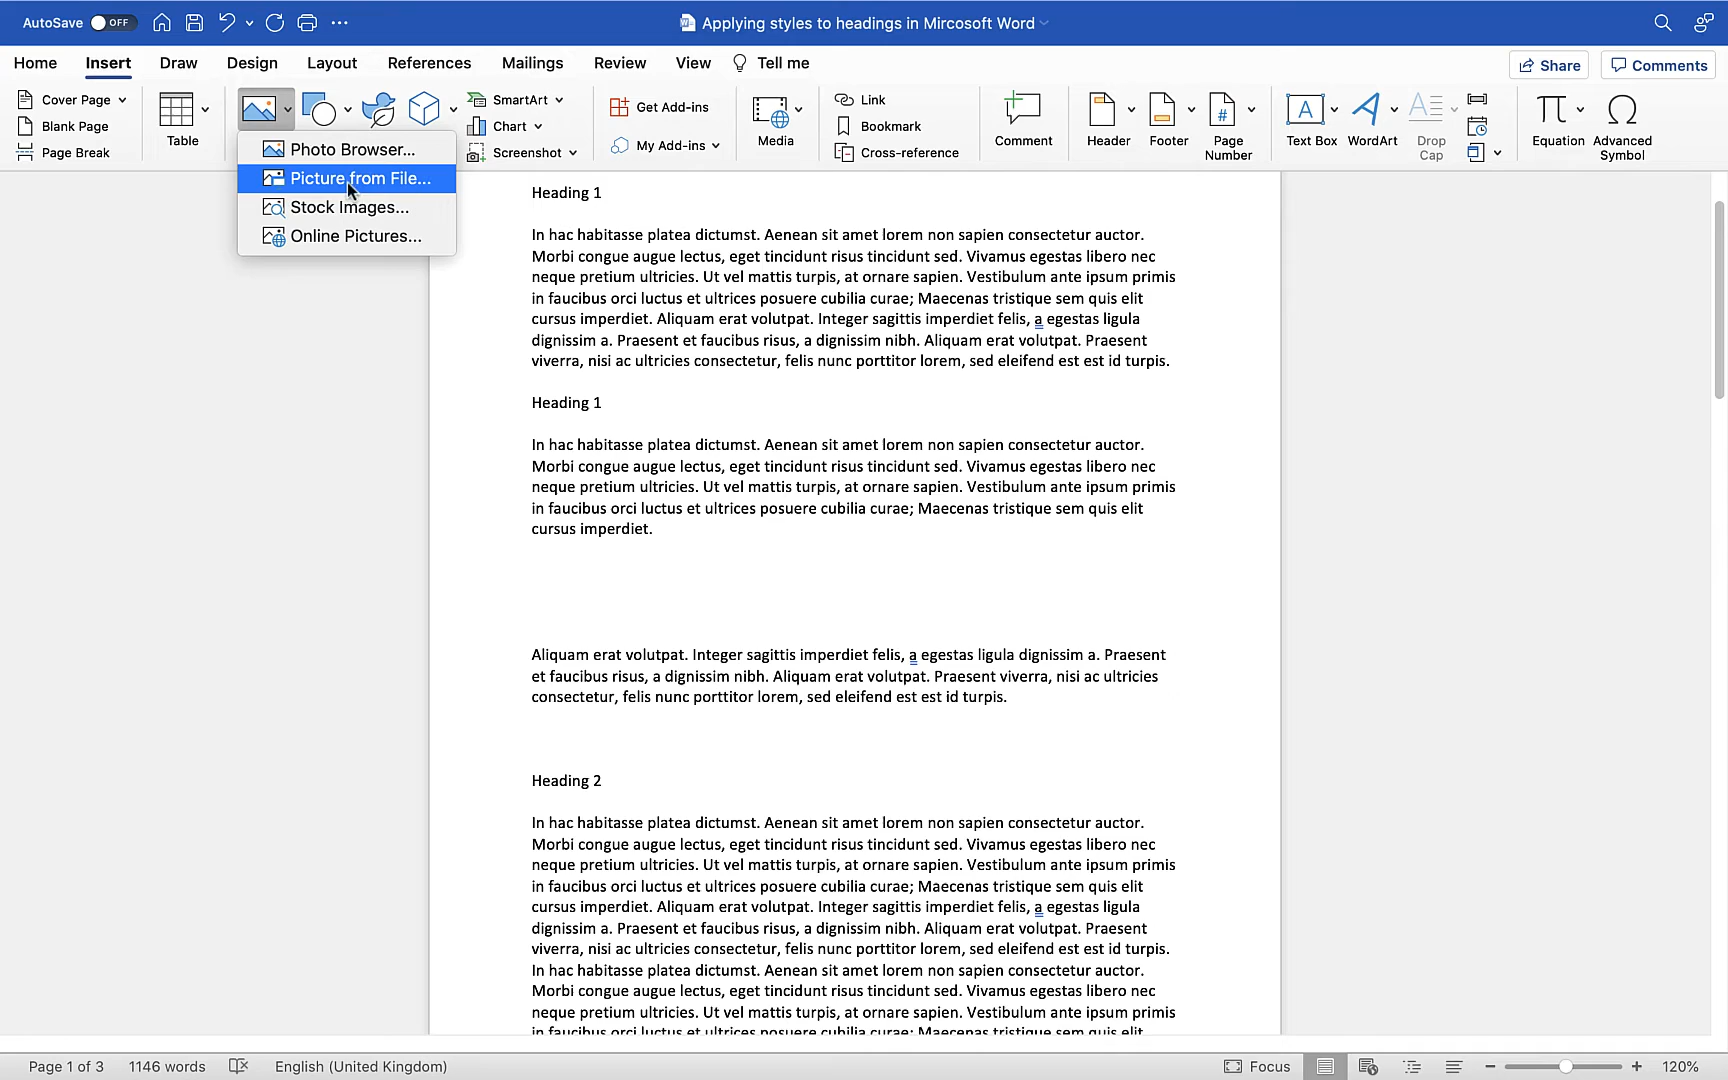 AutoSave OFF
Applying styles to headings in Mircosoft Word
Home Insert Draw Design Layout References Mailings Review View Tell me
Share Comments
Cover Page
Blank Page
Page Break
Table
SmartArt
Chart
Screenshot
Get Add-ins
My Add-ins
Media
Link
Bookmark
Cross-reference
Comment
Header
Footer
Page
Number
Text Box
WordArt
Drop
Cap
Equation
Advanced
Symbol
Photo Browser...
Picture from File...
Stock Images...
Online Pictures...
Heading 1
In hac habitasse platea dictumst. Aenean sit amet lorem non sapien consectetur auctor.
Morbi congue augue lectus, eget tincidunt risus tincidunt sed. Vivamus egestas libero nec
neque pretium ultricies. Ut vel mattis turpis, at ornare sapien. Vestibulum ante ipsum primis
in faucibus orci luctus et ultrices posuere cubilia curae; Maecenas tristique sem quis elit
cursus imperdiet. Aliquam erat volutpat. Integer sagittis imperdiet felis, a egestas ligula
dignissim a. Praesent et faucibus risus, a dignissim nibh. Aliquam erat volutpat. Praesent
viverra, nisi ac ultricies consectetur, felis nunc porttitor lorem, sed eleifend est est id turpis.
Heading 1
In hac habitasse platea dictumst. Aenean sit amet lorem non sapien consectetur auctor.
Morbi congue augue lectus, eget tincidunt risus tincidunt sed. Vivamus egestas libero nec
neque pretium ultricies. Ut vel mattis turpis, at ornare sapien. Vestibulum ante ipsum primis
in faucibus orci luctus et ultrices posuere cubilia curae; Maecenas tristique sem quis elit
cursus imperdiet.
Aliquam erat volutpat. Integer sagittis imperdiet felis, a egestas ligula dignissim a. Praesent
et faucibus risus, a dignissim nibh. Aliquam erat volutpat. Praesent viverra, nisi ac ultricies
consectetur, felis nunc porttitor lorem, sed eleifend est est id turpis.
Heading 2
In hac habitasse platea dictumst. Aenean sit amet lorem non sapien consectetur auctor.
Morbi congue augue lectus, eget tincidunt risus tincidunt sed. Vivamus egestas libero nec
neque pretium ultricies. Ut vel mattis turpis, at ornare sapien. Vestibulum ante ipsum primis
in faucibus orci luctus et ultrices posuere cubilia curae; Maecenas tristique sem quis elit
cursus imperdiet. Aliquam erat volutpat. Integer sagittis imperdiet felis, a egestas ligula
dignissim a. Praesent et faucibus risus, a dignissim nibh. Aliquam erat volutpat. Praesent
viverra, nisi ac ultricies consectetur, felis nunc porttitor lorem, sed eleifend est est id turpis.
In hac habitasse platea dictumst. Aenean sit amet lorem non sapien consectetur auctor.
Morbi congue augue lectus, eget tincidunt risus tincidunt sed. Vivamus egestas libero nec
neque pretium ultricies. Ut vel mattis turpis, at ornare sapien. Vestibulum ante ipsum primis
in faucibus orci luctus et ultrices posuere cubilia curae; Maecenas tristique sem quis elit
Page 1 of 3 1146 words English (United Kingdom) Focus 120%